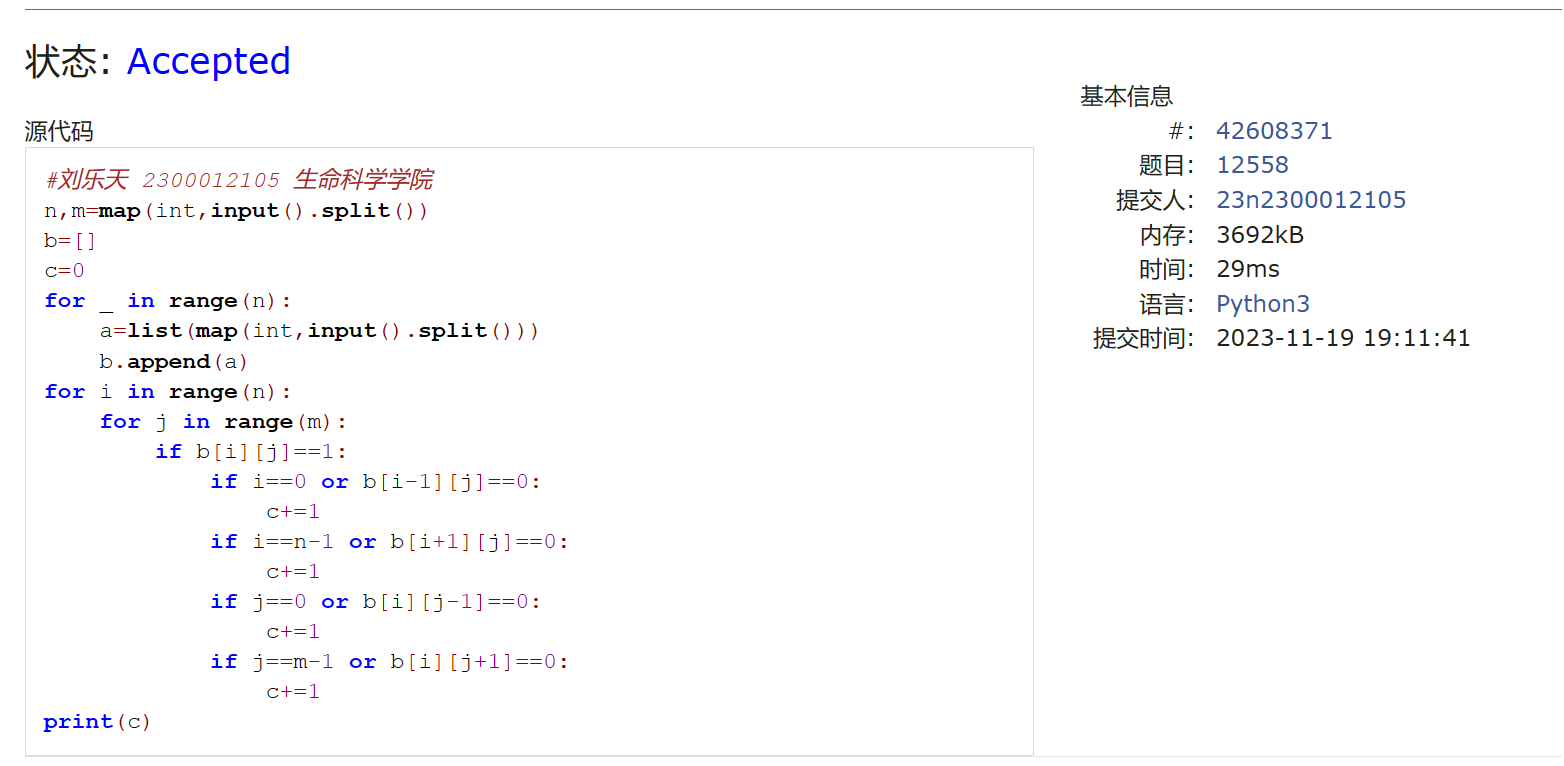 状态: Accepted
源代码
#刘乐天 2300012105 生命科学学院
n,m=map(int,input().split())
b=[]
c=0
for _ in range(n):
    a=list(map(int,input().split()))
    b.append(a)
for i in range(n):
    for j in range(m):
        if b[i][j]==1:
            if i==0 or b[i-1][j]==0:
                c+=1
            if i==n-1 or b[i+1][j]==0:
                c+=1
            if j==0 or b[i][j-1]==0:
                c+=1
            if j==m-1 or b[i][j+1]==0:
                c+=1
print(c)
基本信息
#: 42608371
题目: 12558
提交人: 23n2300012105
内存: 3692kB
时间: 29ms
语言: Python3
提交时间: 2023-11-19 19:11:41